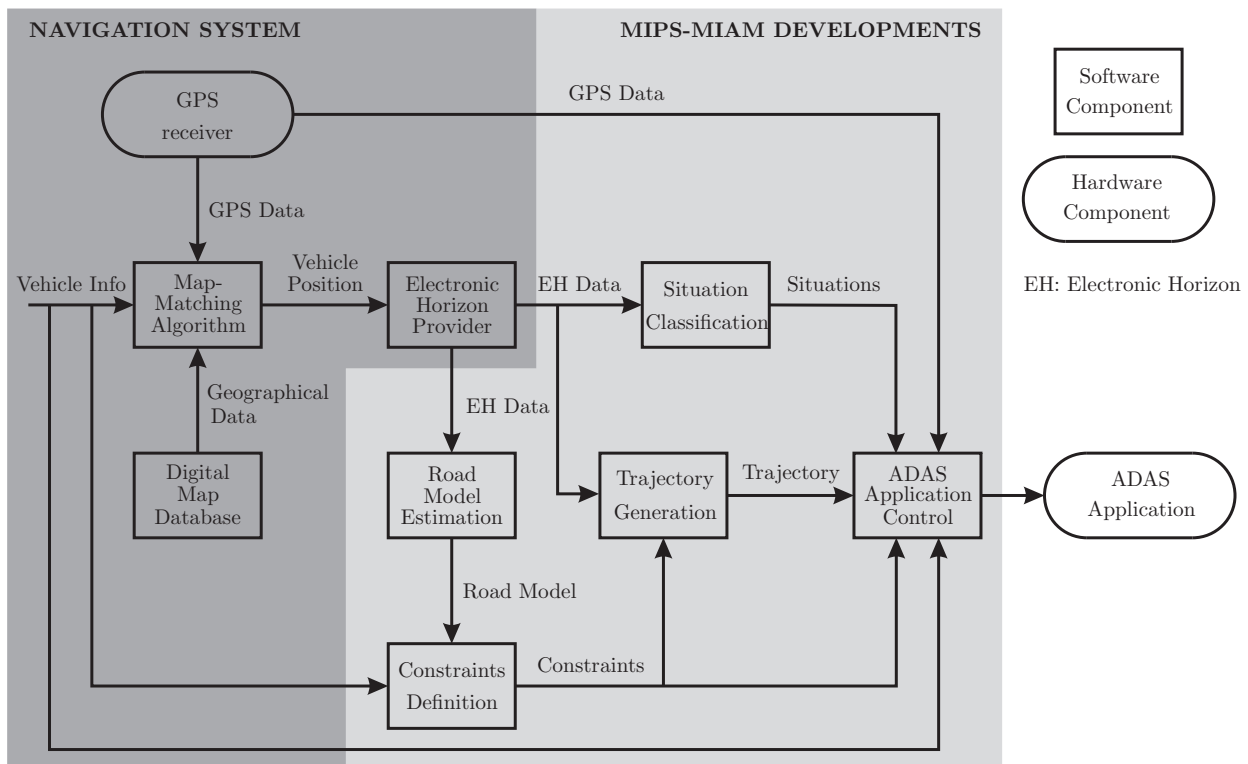 NAVIGATION SYSTEM
MIPS-MIAM DEVELOPMENTS
GPS
receiver
GPS Data
Software
Component
Hardware
Component
GPS Data
Vehicle Info
Map-
Matching
Algorithm
Vehicle
Position
Electronic
Horizon
Provider
EH Data
Situation
Classification
Situations
EH: Electronic Horizon
Geographical
Data
EH Data
Digital
Map
Database
Road
Model
Estimation
Trajectory
Generation
Trajectory
ADAS
Application
Control
ADAS
Application
Road Model
Constraints
Definition
Constraints